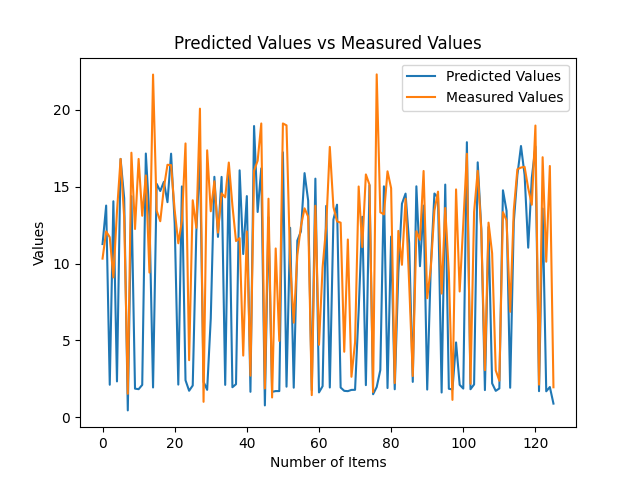 Predicted Values vs Measured Values
Predicted Values
Measured Values
20
15
10
5
0
Values
0 20 40 60 80 100 120
Number of Items